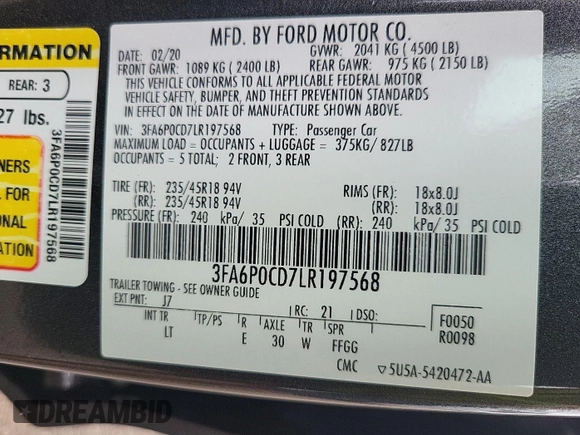 MFD. BY FORD MOTOR CO.
02/20 GVWR: 2041 KG ( 4500 LB)
FRONT GAWR: 1089 KG ( 2400 LB) REAR GAWR: 975 KG ( 2150 LB)
THIS VEHICLE CONFORMS TO ALL APPLICABLE FEDERAL MOTOR
VEHICLE SAFETY, BUMPER, AND THEFT PREVENTION STANDARDS
IN EFFECT ON THE DATE OF MANUFACTURE SHOWN ABOVE.
VIN: 3FA6P0CD7LR197568 TYPE: Passenger Car
MAXIMUM LOAD = OCCUPANTS + LUGGAGE = 375KG/ 827LB
OCCUPANTS = 5 TOTAL; 2 FRONT, 3 REAR
TIRE (FR): 235/45R18 94V RIMS (FR): 18x8.0J
(RR): 235/45R18 94V (RR): 18x8.0J
PRESSURE (FR): 240 kPa/ 35 PSI COLD (RR): 240 kPa/ 35 PSI COLD
3FA6P0CD7LR197568
TRAILER TOWING - SEE OWNER GUIDE
EXT PNT: J7 RC: 21 DSO: F0050
INT TR TP/PS R AXLE TR SPR R0098
LT E 30 W FFGG
CMC ▽5U5A-5420472-AA
RMATION
REAR: 3
27 lbs.
NERS
L FOR
ONAL
ATION
3FA6P0CD7LR197568
DREAMBID